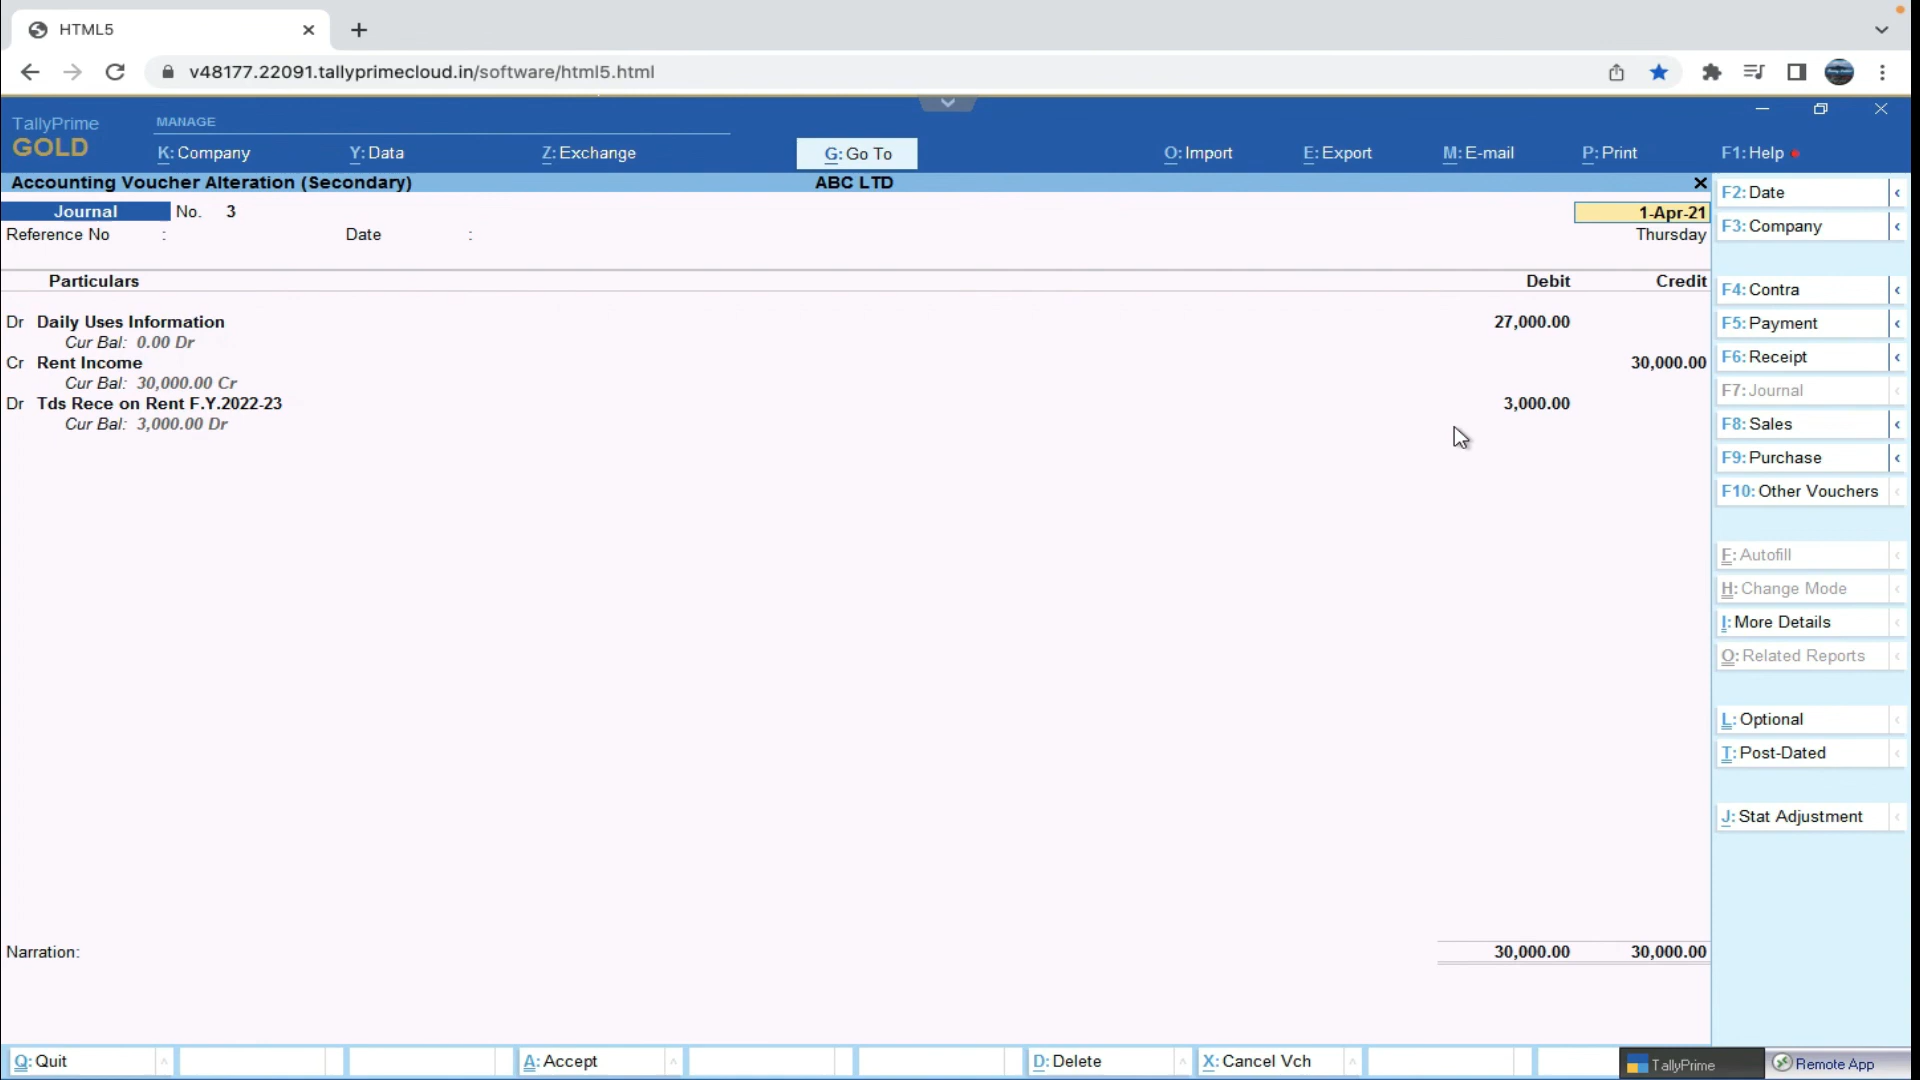 HTML5
v48177.22091.tallyprimecloud.in/software/html5.html
TallyPrime
GOLD
MANAGE
K: Company
Y: Data
Z: Exchange
G: Go To
O: Import
E: Export
M: E-mail
P: Print
F1: Help
Accounting Voucher Alteration (Secondary)
ABC LTD
Journal No. 3
1-Apr-21
Reference No : Date :
Thursday
Particulars Debit Credit
Dr Daily Uses Information 27,000.00
Cur Bal: 0.00 Dr
Cr Rent Income 30,000.00
Cur Bal: 30,000.00 Cr
Dr Tds Rece on Rent F.Y.2022-23 3,000.00
Cur Bal: 3,000.00 Dr
Narration: 30,000.00 30,000.00
F2: Date
F3: Company
F4: Contra
F5: Payment
F6: Receipt
F7: Journal
F8: Sales
F9: Purchase
F10: Other Vouchers
F: Autofill
H: Change Mode
I: More Details
O: Related Reports
L: Optional
T: Post-Dated
J: Stat Adjustment
Q: Quit
A: Accept
D: Delete
X: Cancel Vch
TallyPrime
Remote App